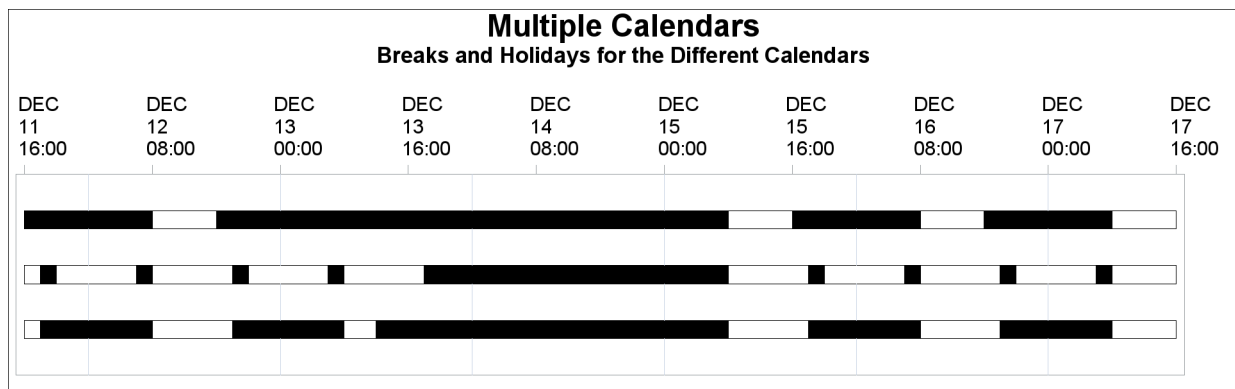 Multiple Calendars
Breaks and Holidays for the Different Calendars
DEC DEC DEC DEC DEC DEC DEC DEC DEC DEC
11 12 13 13 14 15 15 16 17 17
16:00 08:00 00:00 16:00 08:00 00:00 16:00 08:00 00:00 16:00